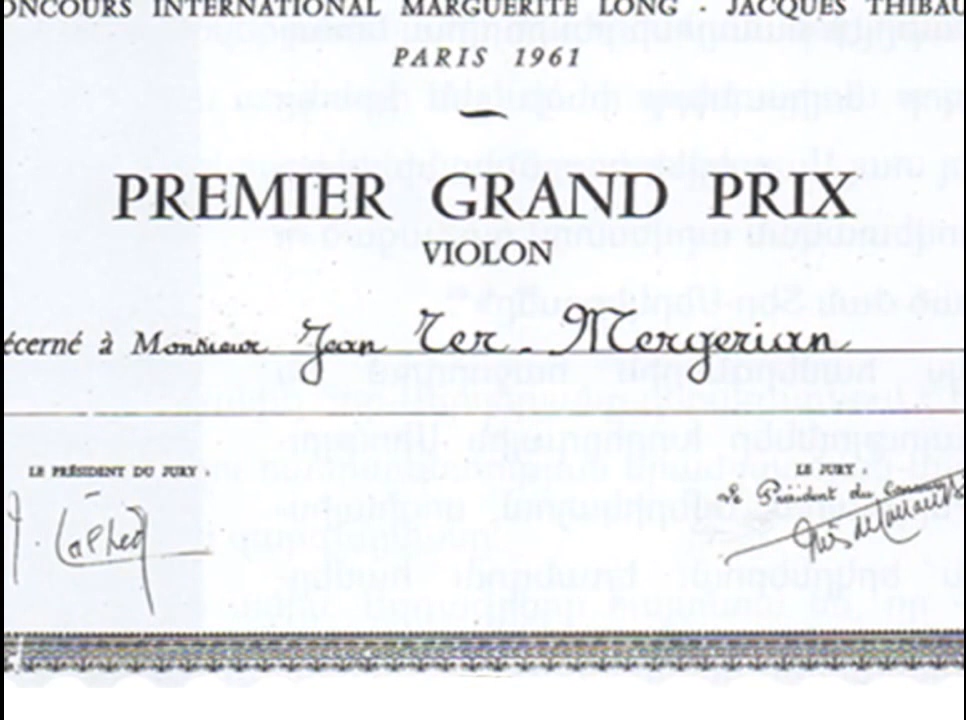 ONCOURS INTERNATIONAL MARGUERITE LONG - JACQUES THIBAU
PARIS 1961
PREMIER GRAND PRIX
VIOLON
écerné à Monsieur Jean Ter-Mergerian
LE PRÉSIDENT DU JURY.
LE JURY.
Le Président du